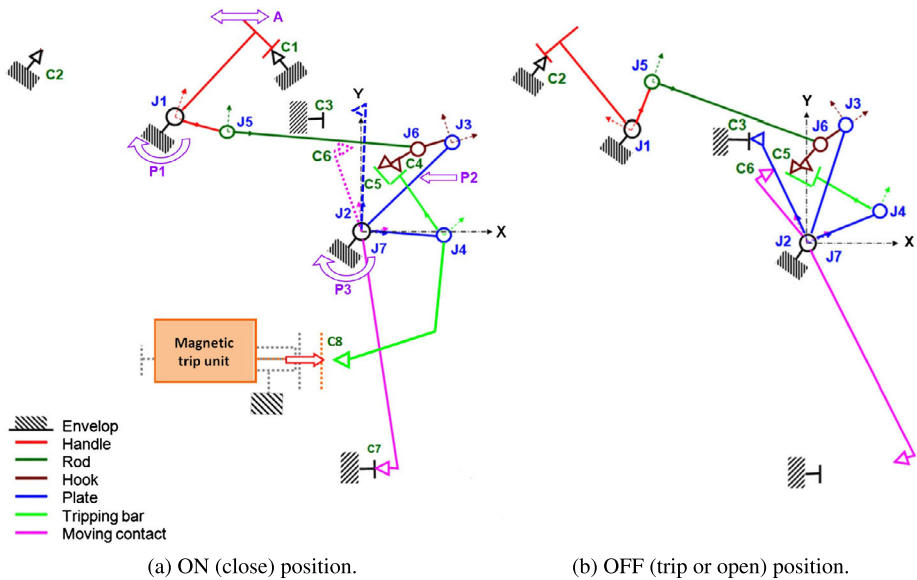 A
C1
C2
J1
J5
C3
Y
J6
J3
C6
C4
C5
P2
P1
J2
X
J7
J4
P3
Magnetic
trip unit
C8
C7
Envelop
Handle
Rod
Hook
Plate
Tripping bar
Moving contact
(a) ON (close) position.
C2
J5
J1
Y
J3
C3
J6
C5
C6
J4
J2
X
J7
(b) OFF (trip or open) position.